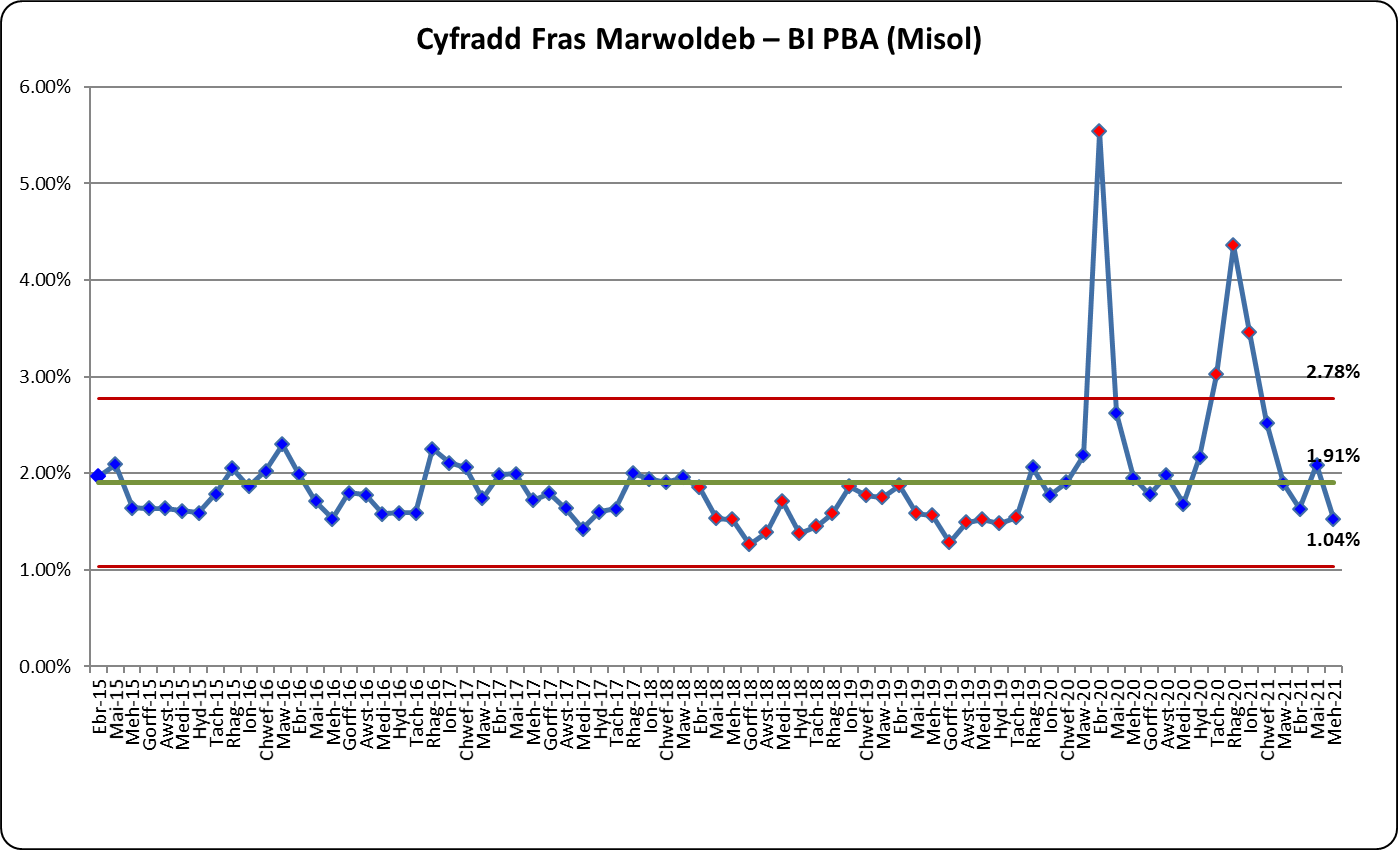 Cyfradd Fras Marwoldeb – BI PBA (Misol)
6.00%
5.00%
4.00%
3.00%
2.00%
1.00%
0.00%
2.78%
1.91%
1.04%
Ebr-15
Mai-15
Meh-15
Gorff-15
Awst-15
Medi-15
Hyd-15
Tach-15
Rhag-15
Ion-16
Chwef-16
Maw-16
Ebr-16
Mai-16
Meh-16
Gorff-16
Awst-16
Medi-16
Hyd-16
Tach-16
Rhag-16
Ion-17
Chwef-17
Maw-17
Ebr-17
Mai-17
Meh-17
Gorff-17
Awst-17
Medi-17
Hyd-17
Tach-17
Rhag-17
Ion-18
Chwef-18
Maw-18
Ebr-18
Mai-18
Meh-18
Gorff-18
Awst-18
Medi-18
Hyd-18
Tach-18
Rhag-18
Ion-19
Chwef-19
Maw-19
Ebr-19
Mai-19
Meh-19
Gorff-19
Awst-19
Medi-19
Hyd-19
Tach-19
Rhag-19
Ion-20
Chwef-20
Maw-20
Ebr-20
Mai-20
Meh-20
Gorff-20
Awst-20
Medi-20
Hyd-20
Tach-20
Rhag-20
Ion-21
Chwef-21
Maw-21
Ebr-21
Mai-21
Meh-21